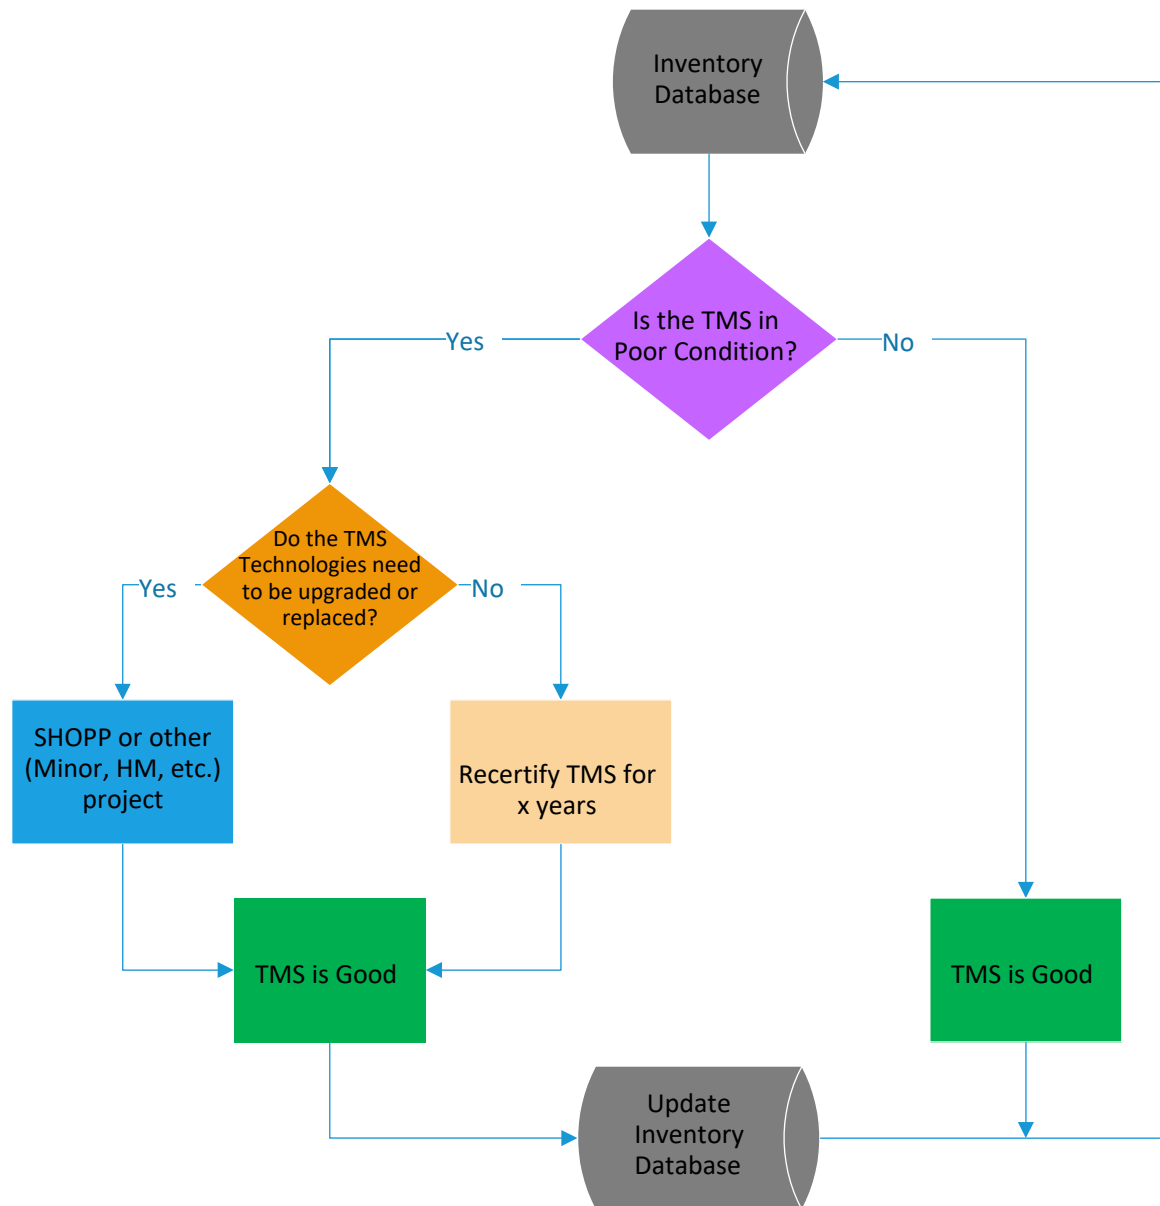 Inventory
Database
Is the TMS in
Poor Condition?
Yes
No
Do the TMS
Technologies need
to be upgraded or
replaced?
Yes
No
SHOPP or other
(Minor, HM, etc.)
project
Recertify TMS for
x years
TMS is Good
TMS is Good
Update
Inventory
Database